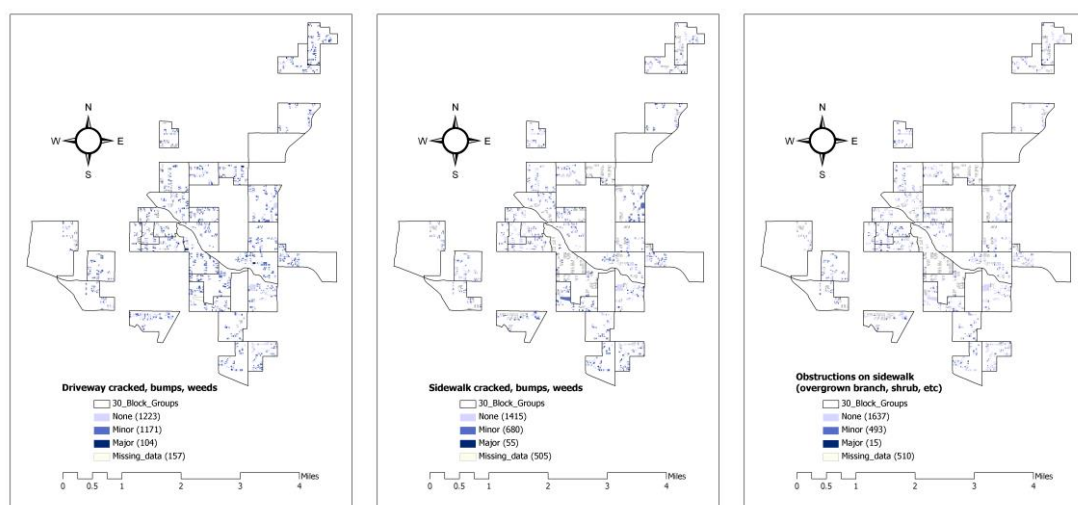 N
W E
S
Driveway cracked, bumps, weeds
30_Block_Groups
None (1223)
Minor (1171)
Major (104)
Missing_data (157)
Miles
0 0.5 1 2 3 4
N
W E
S
Sidewalk cracked, bumps, weeds
30_Block_Groups
None (1415)
Minor (680)
Major (55)
Missing_data (505)
Miles
0 0.5 1 2 3 4
N
W E
S
Obstructions on sidewalk
(overgrown branch, shrub, etc)
30_Block_Groups
None (1637)
Minor (493)
Major (15)
Missing_data (510)
Miles
0 0.5 1 2 3 4